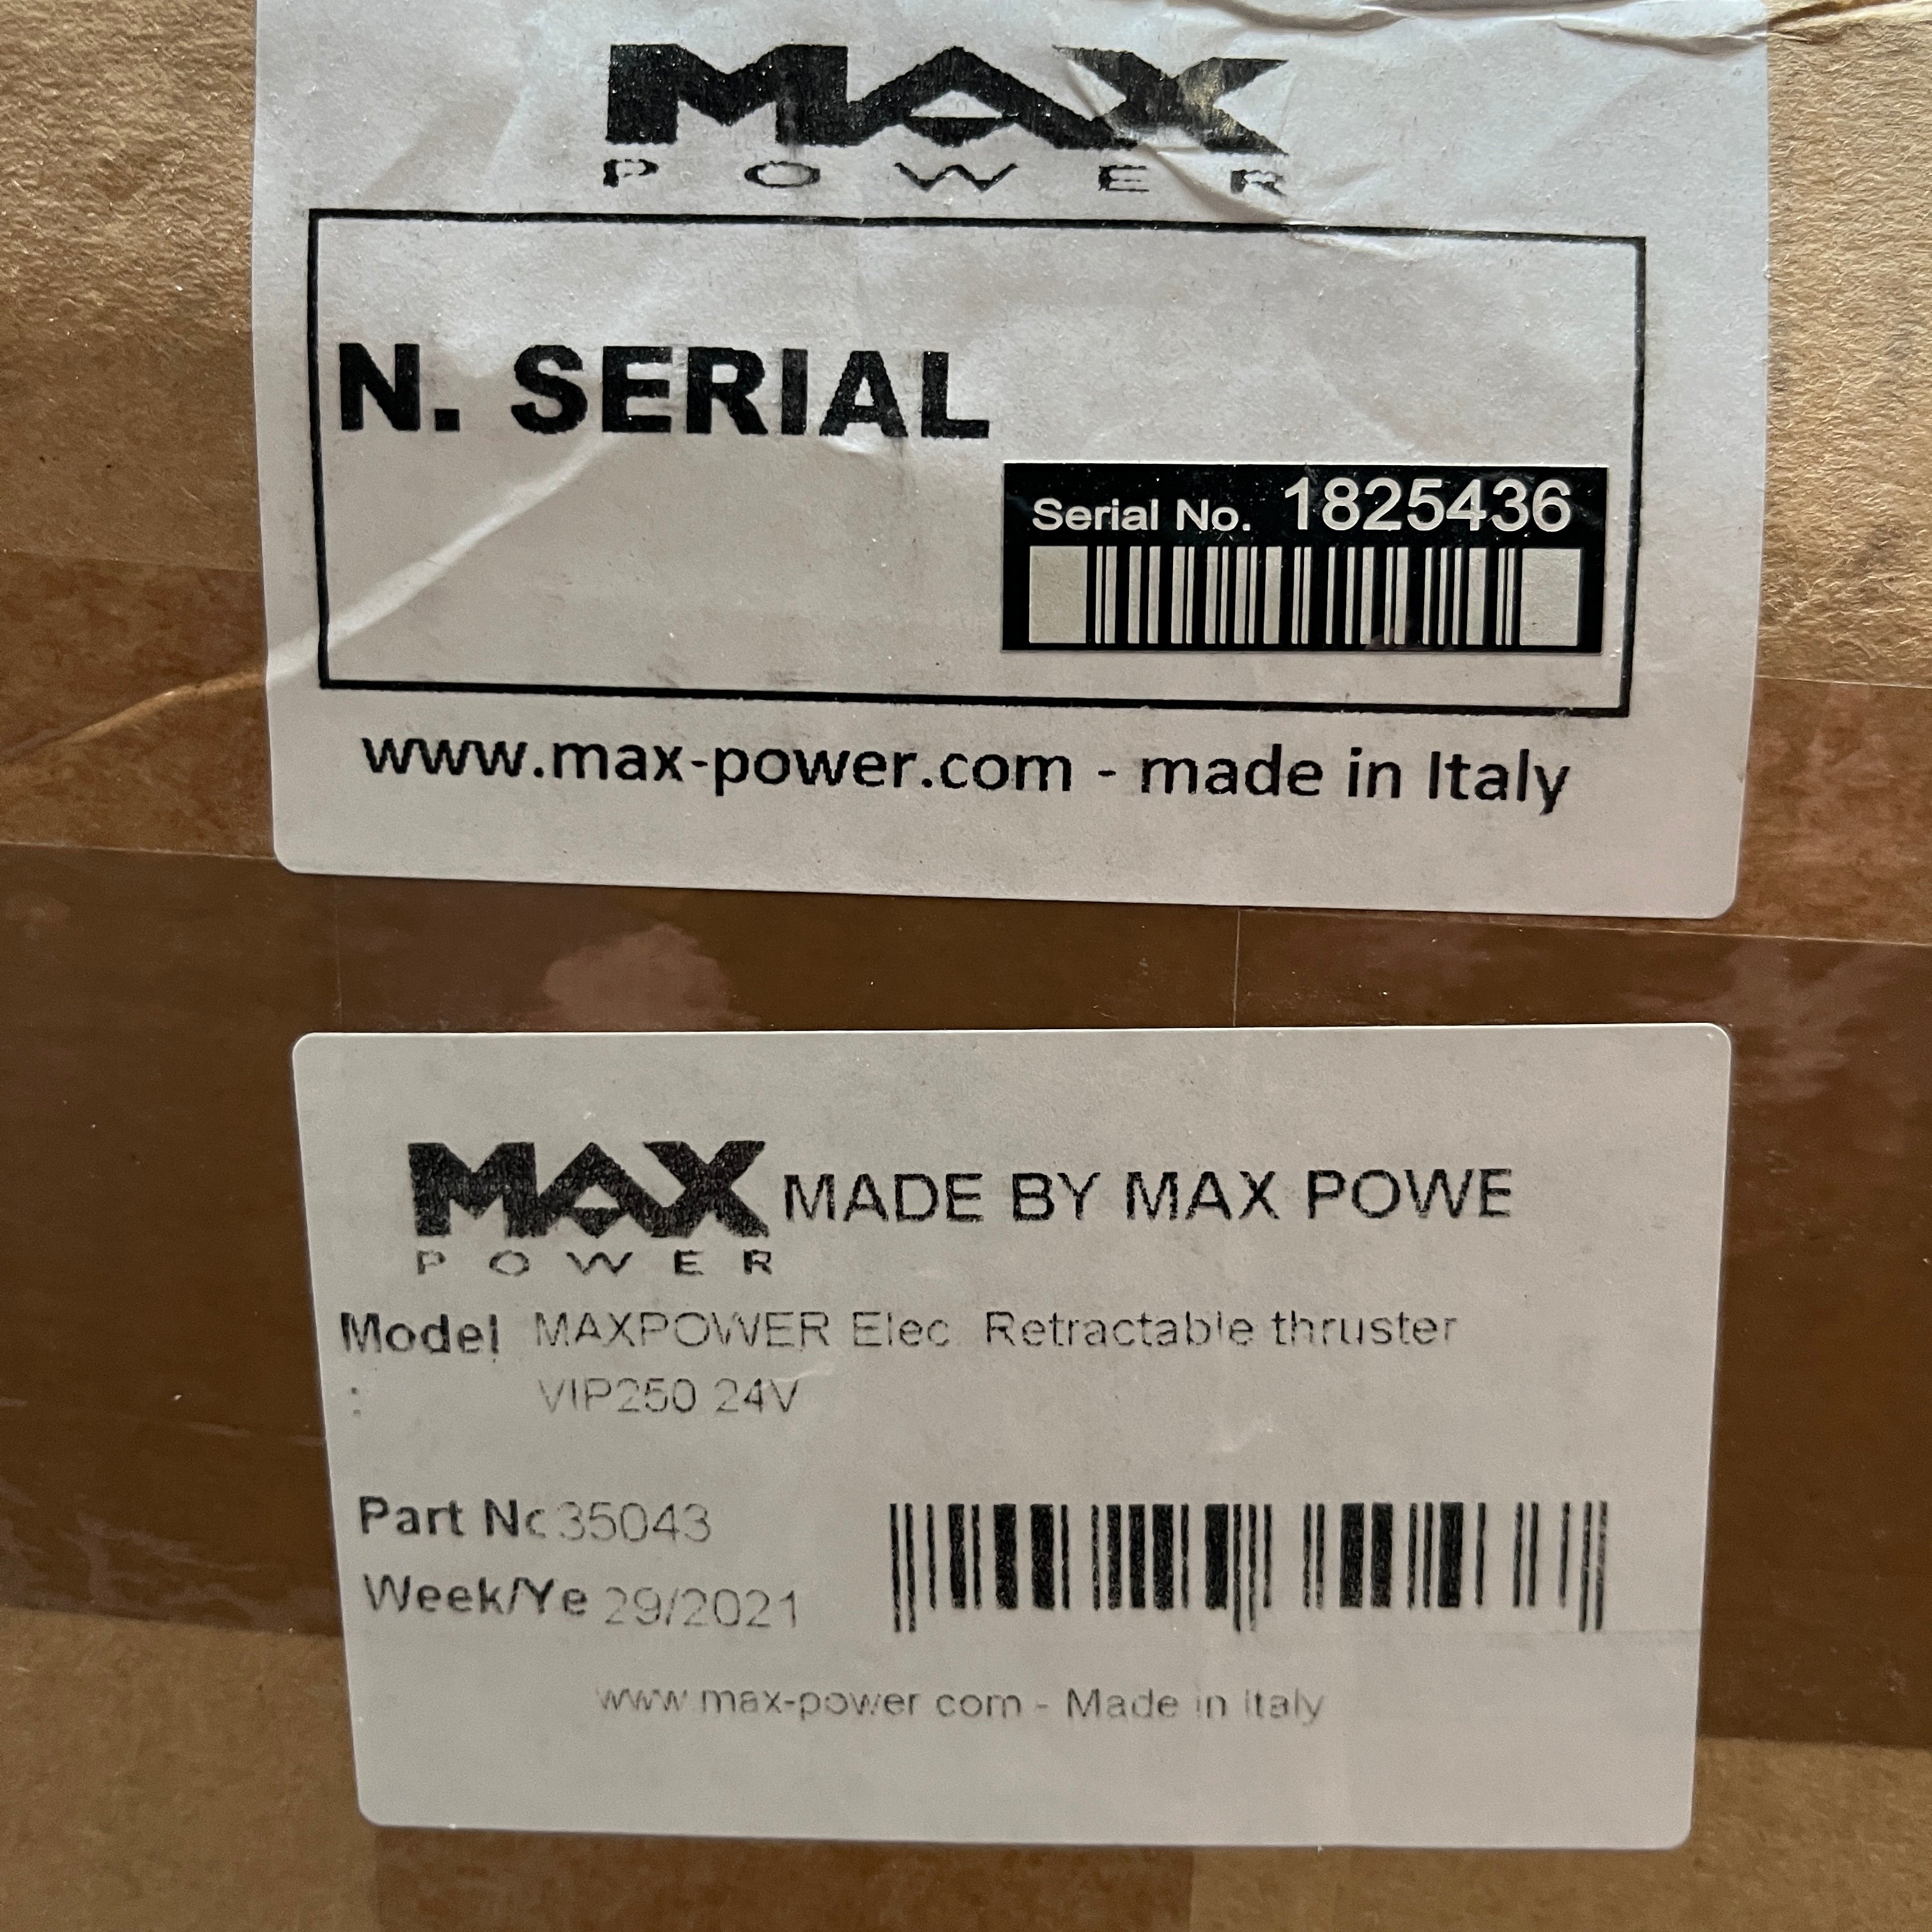 MAX
POWER
N. SERIAL
Serial No. 1825436
www.max-power.com - made in Italy
MAX
POWER
MADE BY MAX POWE
Model MAXPOWER Elec. Retractable thruster
: VIP250 24V
Part Nc 35043
Week/Ye 29/2021
www.max-power.com - Made in Italy